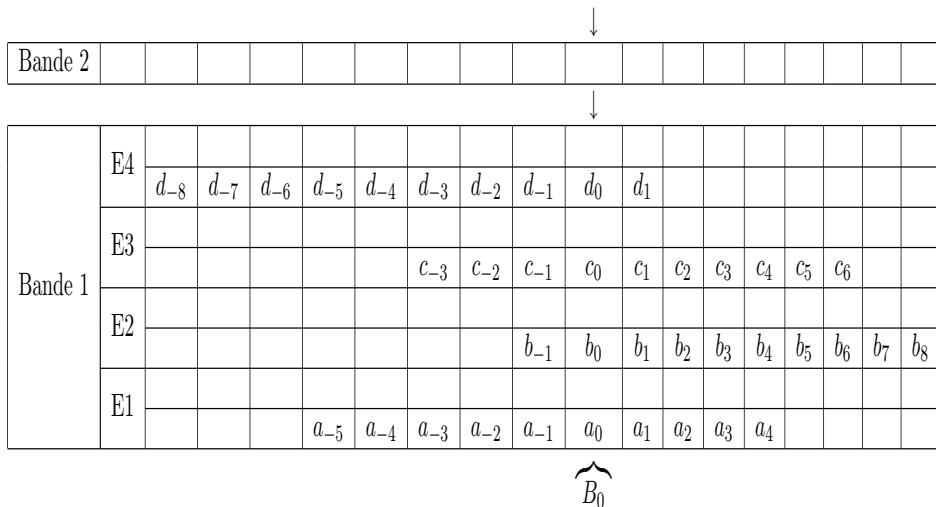 ↓
Bande 2
↓
E4
d₋₈ d₋₇ d₋₆ d₋₅ d₋₄ d₋₃ d₋₂ d₋₁ d₀ d₁
E3
c₋₃ c₋₂ c₋₁ c₀ c₁ c₂ c₃ c₄ c₅ c₆
Bande 1
E2
b₋₁ b₀ b₁ b₂ b₃ b₄ b₅ b₆ b₇ b₈
E1
a₋₅ a₋₄ a₋₃ a₋₂ a₋₁ a₀ a₁ a₂ a₃ a₄
B₀